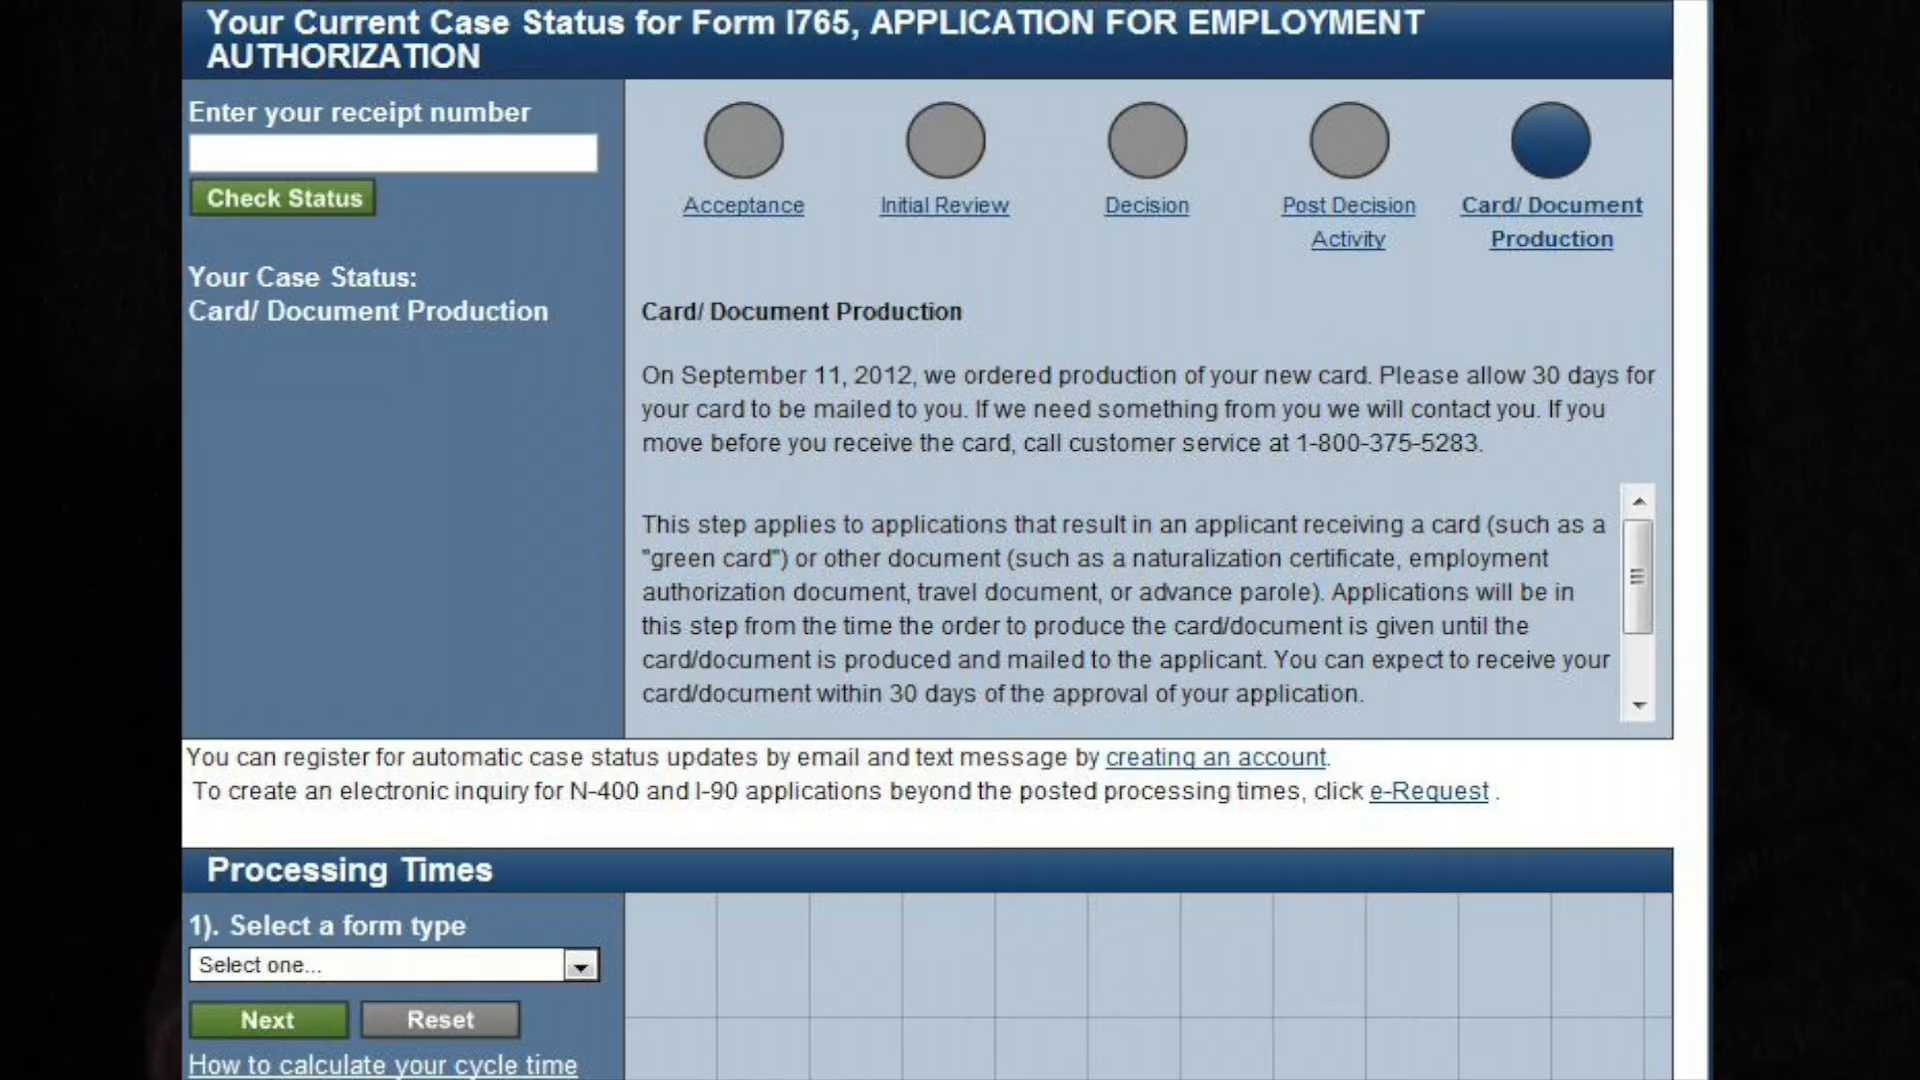 Your Current Case Status for Form I765, APPLICATION FOR EMPLOYMENT
AUTHORIZATION
Enter your receipt number
Check Status
Your Case Status:
Card/ Document Production
Acceptance
Initial Review
Decision
Post Decision
Activity
Card/ Document
Production
Card/ Document Production
On September 11, 2012, we ordered production of your new card. Please allow 30 days for
your card to be mailed to you. If we need something from you we will contact you. If you
move before you receive the card, call customer service at 1-800-375-5283.
This step applies to applications that result in an applicant receiving a card (such as a
"green card") or other document (such as a naturalization certificate, employment
authorization document, travel document, or advance parole). Applications will be in
this step from the time the order to produce the card/document is given until the
card/document is produced and mailed to the applicant. You can expect to receive your
card/document within 30 days of the approval of your application.
You can register for automatic case status updates by email and text message by creating an account.
To create an electronic inquiry for N-400 and I-90 applications beyond the posted processing times, click e-Request .
Processing Times
1). Select a form type
Select one...
Next
Reset
How to calculate your cycle time